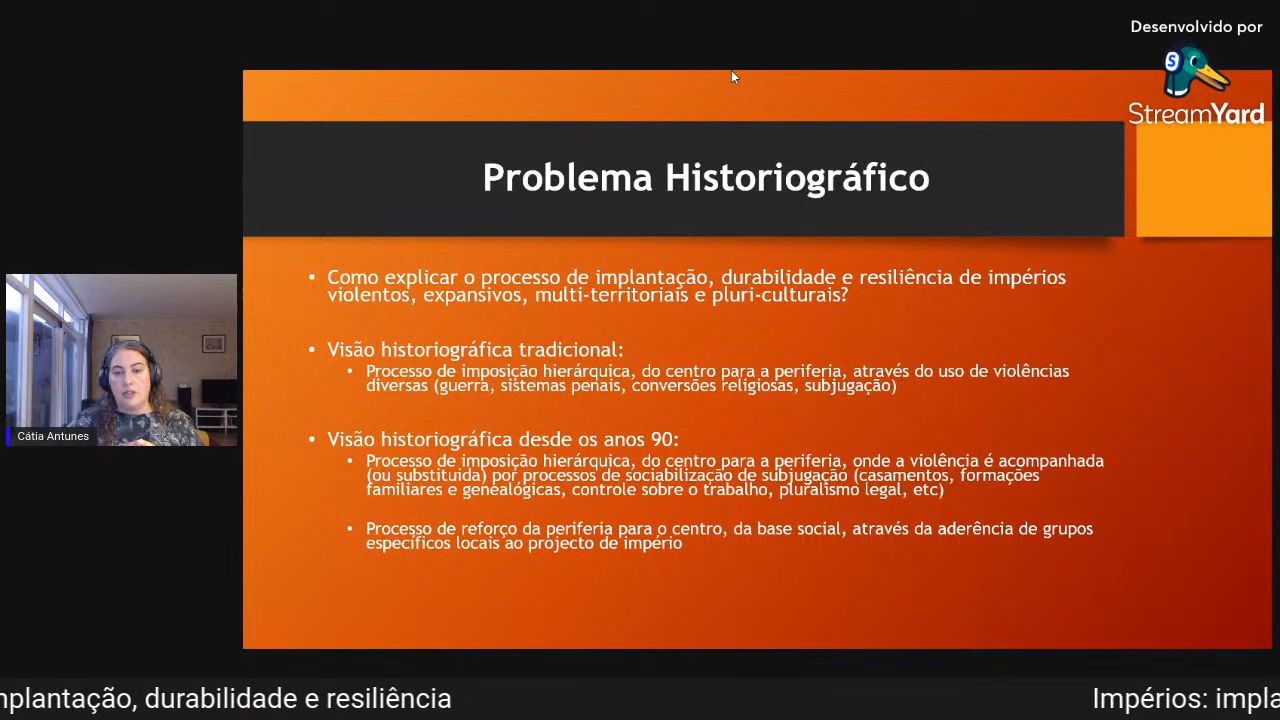 Desenvolvido por
StreamYard
Problema Historiográfico
• Como explicar o processo de implantação, durabilidade e resiliência de impérios
violentos, expansivos, multi-territoriais e pluri-culturais?
• Visão historiográfica tradicional:
• Processo de imposição hierárquica, do centro para a periferia, através do uso de violências
diversas (guerra, sistemas penais, conversões religiosas, subjugação)
• Visão historiográfica desde os anos 90:
• Processo de imposição hierárquica, do centro para a periferia, onde a violência é acompanhada
(ou substituida) por processos de sociabilização de subjugação (casamentos, formações
familiares e genealógicas, controle sobre o trabalho, pluralismo legal, etc)
• Processo de reforço da periferia para o centro, da base social, através da aderência de grupos
específicos locais ao projecto de império
Cátia Antunes
mplantação, durabilidade e resiliência
Impérios: impla